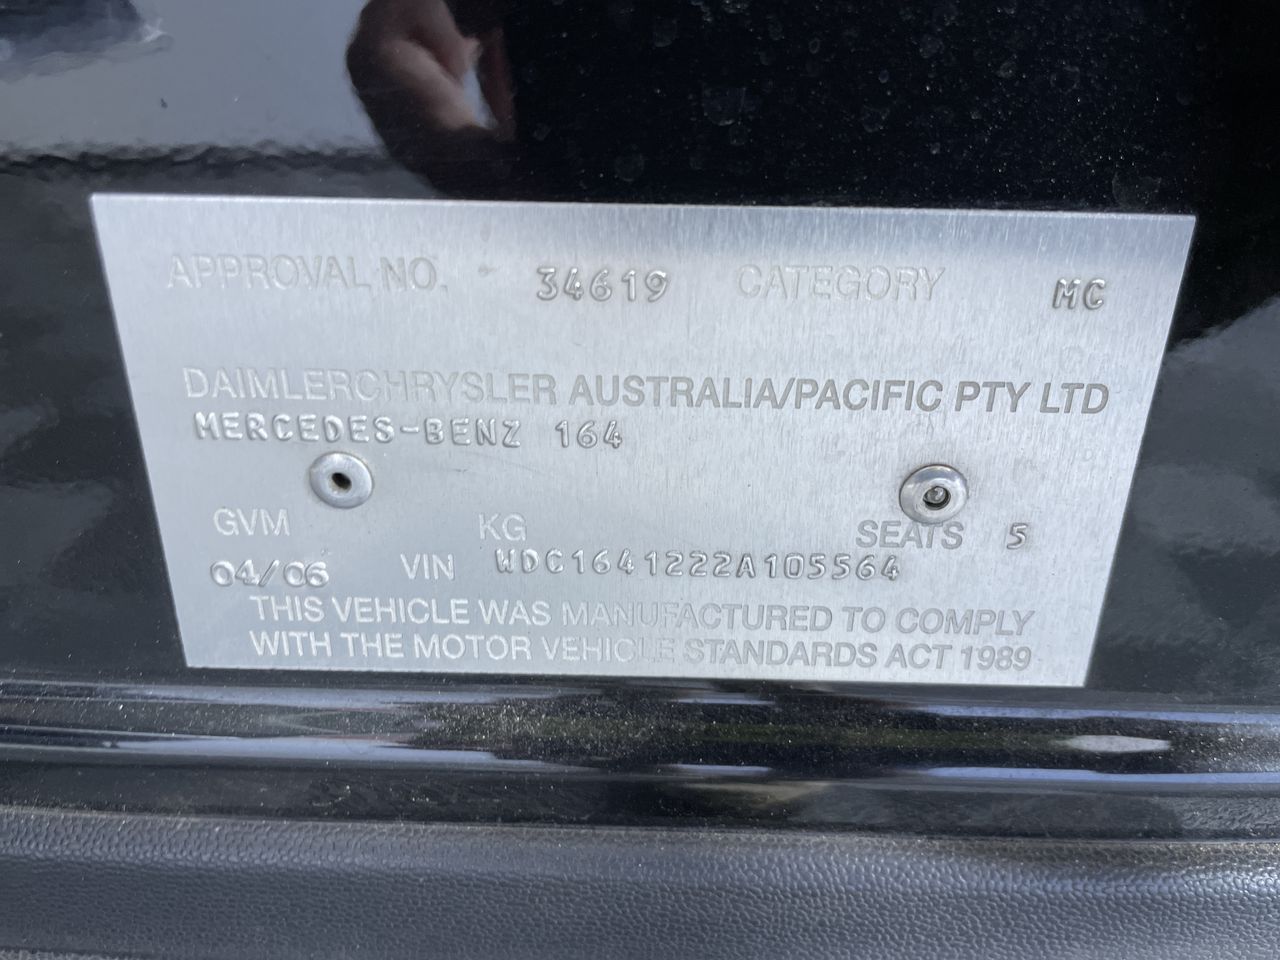 APPROVAL NO. 34619 CATEGORY MC
DAIMLERCHRYSLER AUSTRALIA/PACIFIC PTY LTD
MERCEDES-BENZ 164
GVM KG SEATS 5
04/06 VIN WDC1641222A105564
THIS VEHICLE WAS MANUFACTURED TO COMPLY
WITH THE MOTOR VEHICLE STANDARDS ACT 1989